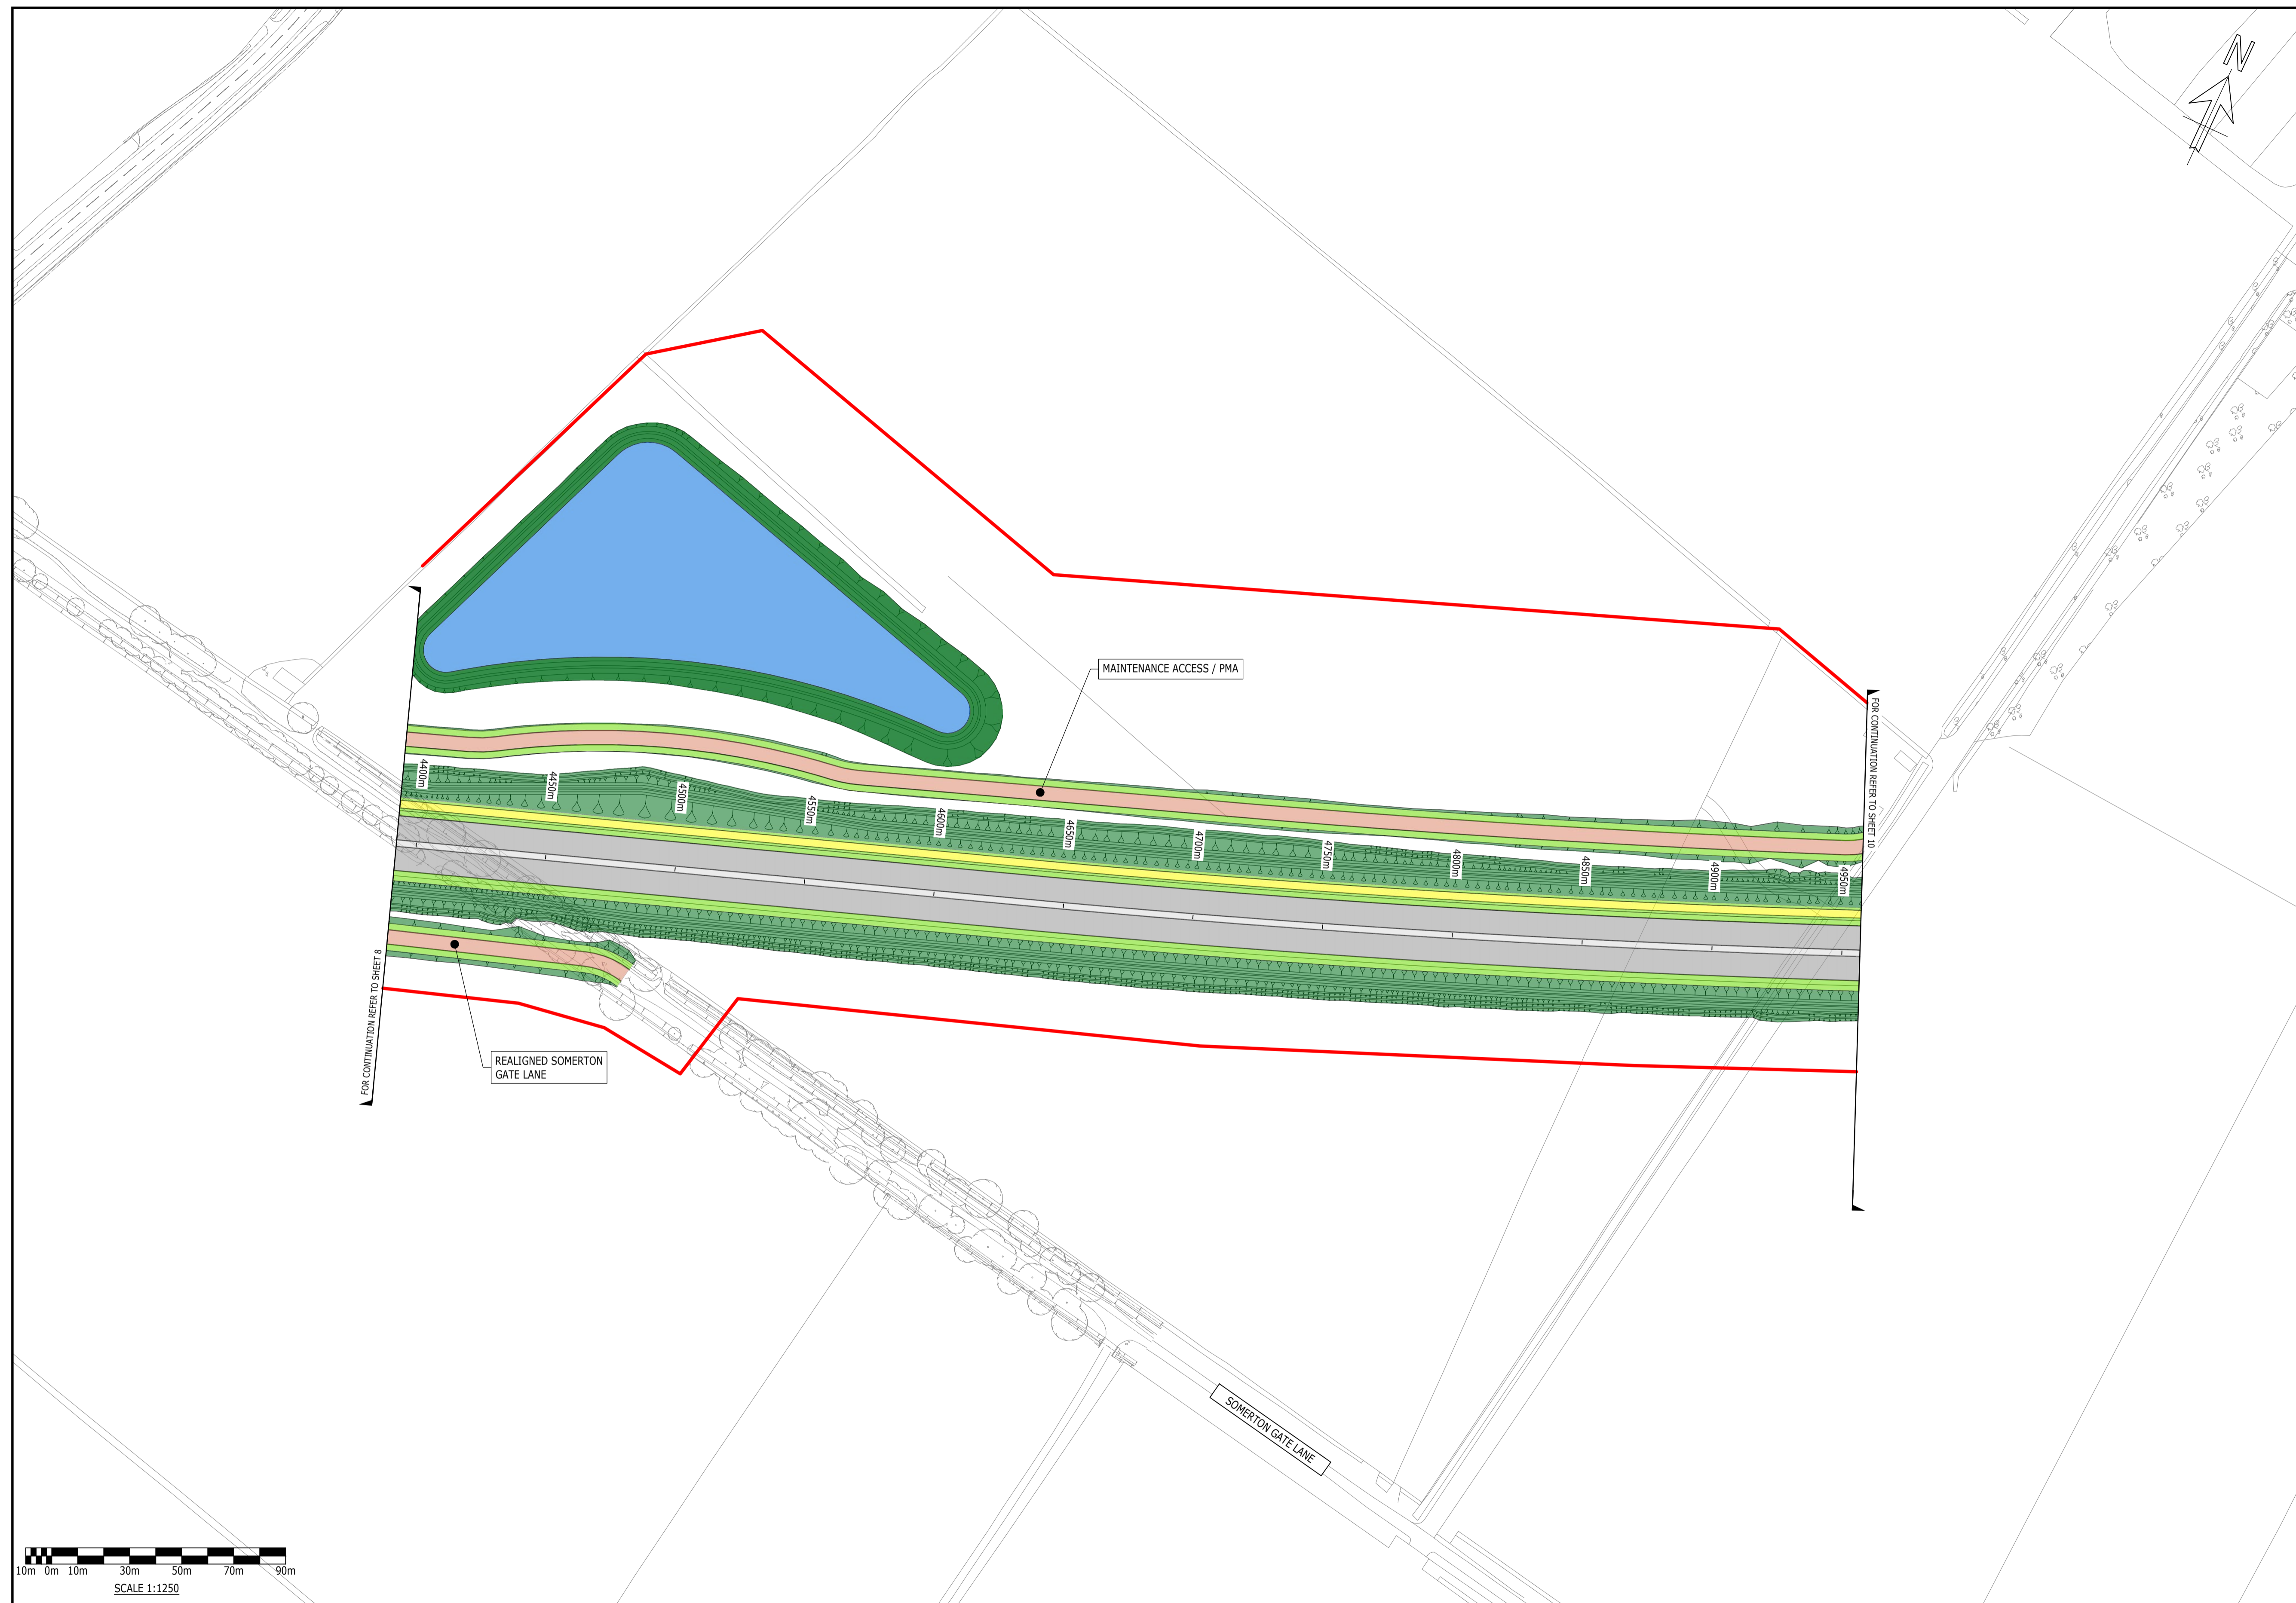 N
MAINTENANCE ACCESS / PMA
FOR CONTINUATION REFER TO SHEET 10
4400m
4450m
4500m
4550m
4600m
4650m
4700m
4750m
4800m
4850m
4900m
4950m
FOR CONTINUATION REFER TO SHEET 8
REALIGNED SOMERTON
GATE LANE
SOMERTON GATE LANE
10m 0m 10m 30m 50m 70m 90m
SCALE 1:1250